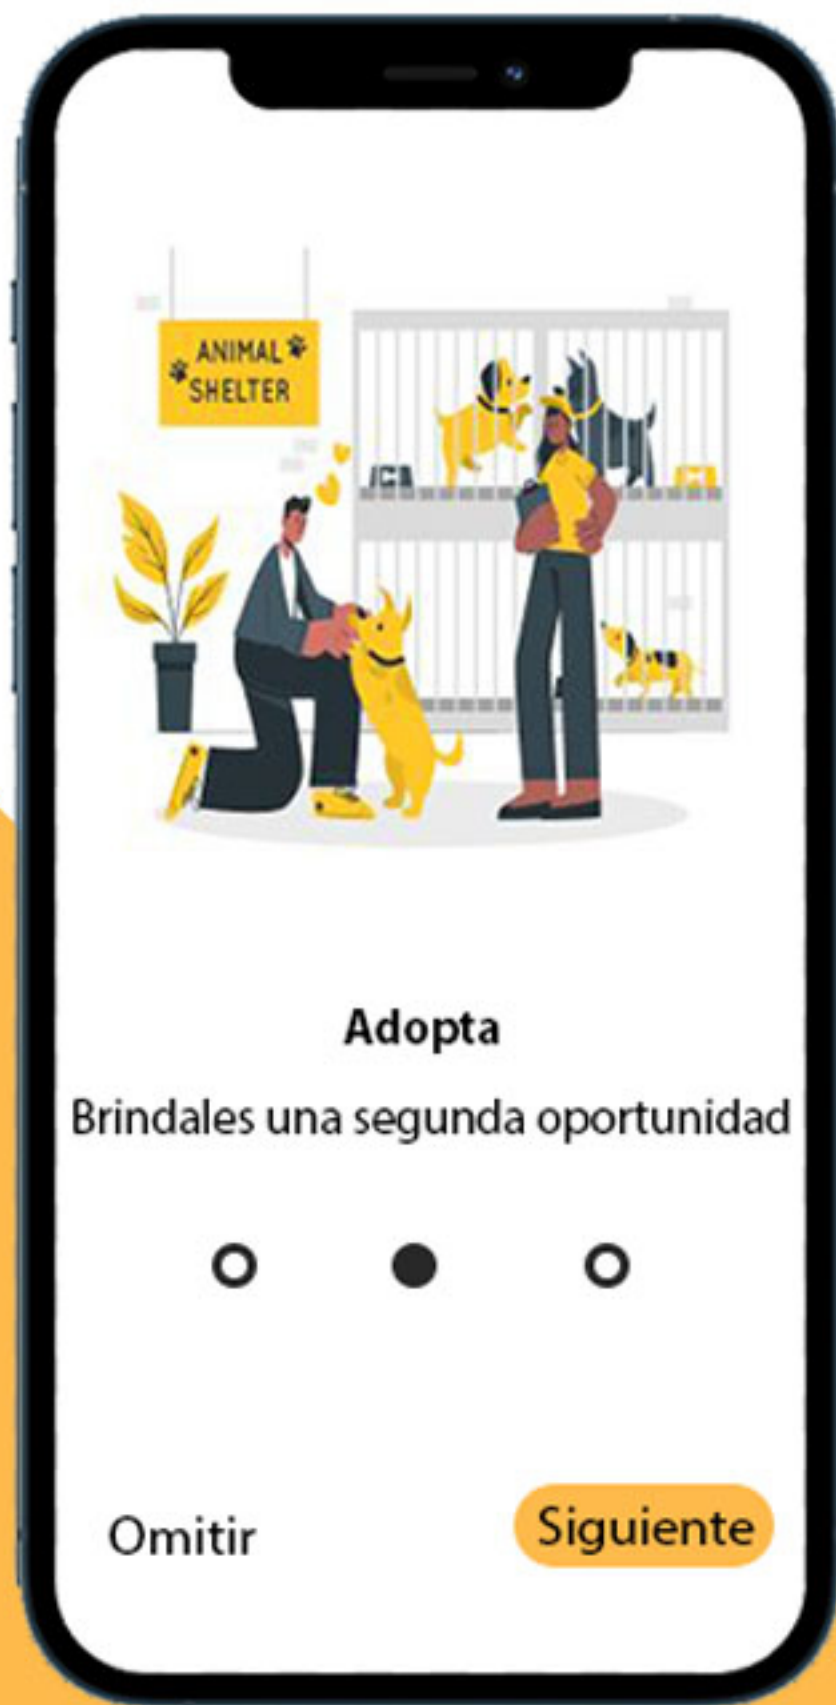 ANIMAL
SHELTER
Adopta
Brindales una segunda oportunidad
Omitir
Siguiente